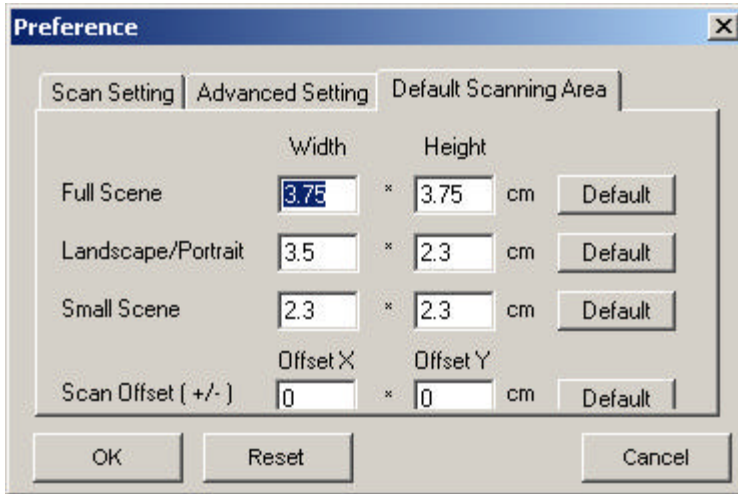 Preference
Scan Setting Advanced Setting Default Scanning Area
Width Height
Full Scene 3.75 * 3.75 cm Default
Landscape/Portrait 3.5 * 2.3 cm Default
Small Scene 2.3 * 2.3 cm Default
Offset X Offset Y
Scan Offset ( +/- ) 0 * 0 cm Default
OK Reset Cancel